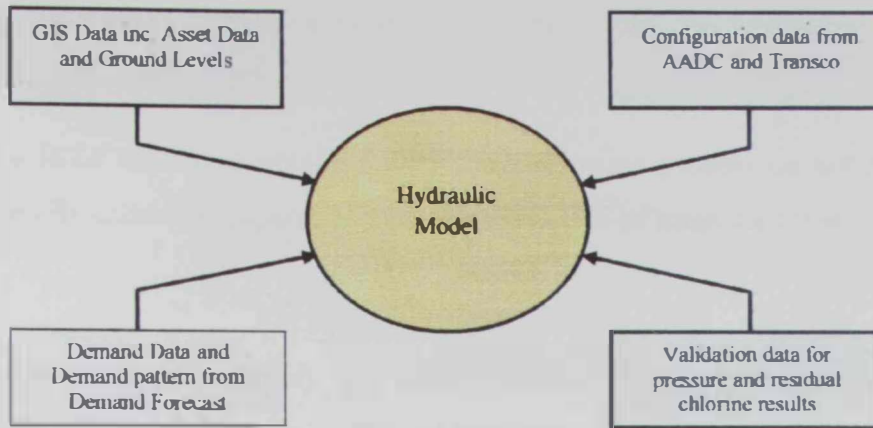 GIS Data inc. Asset Data
and Ground Levels
Configuration data from
AADC and Transco
Hydraulic
Model
Demand Data and
Demand pattern from
Demand Forecast
Validation data for
pressure and residual
chlorine results